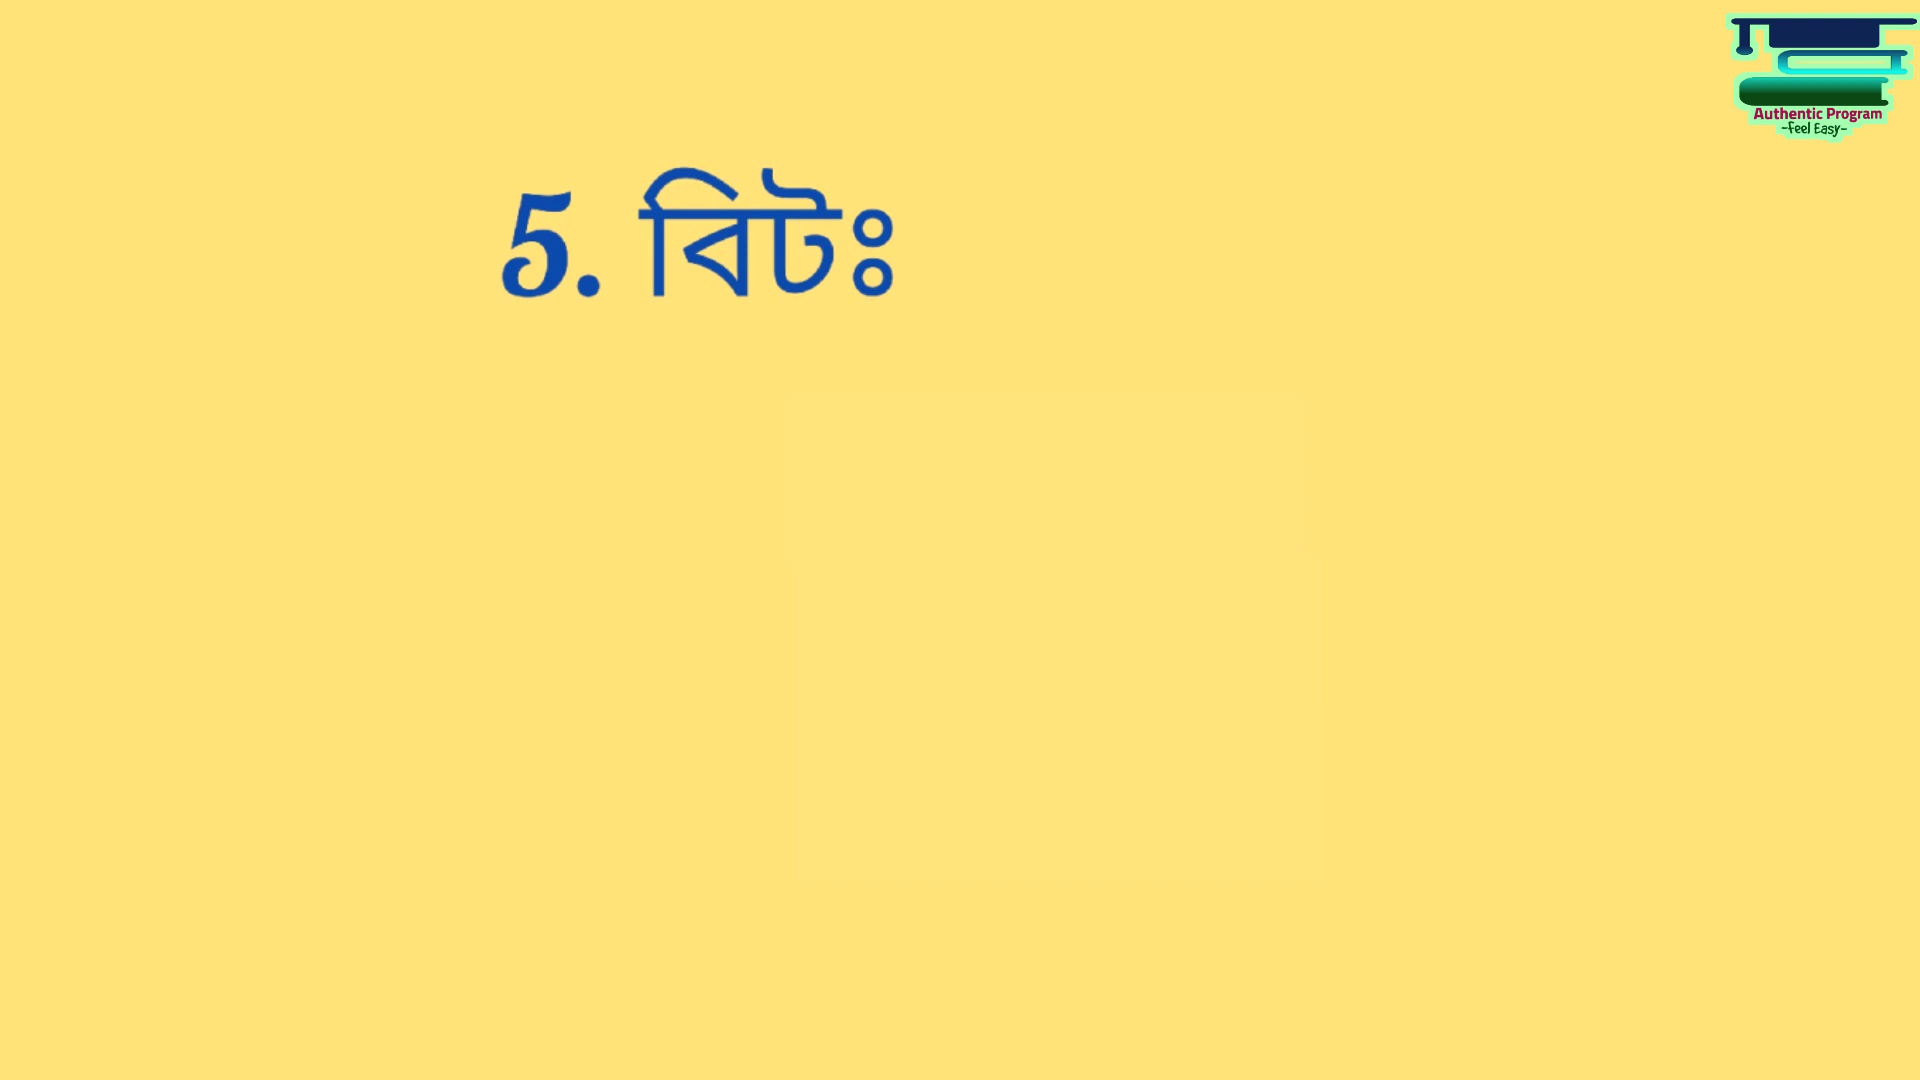 5. বিটঃ
Authentic Program
-Feel Easy-